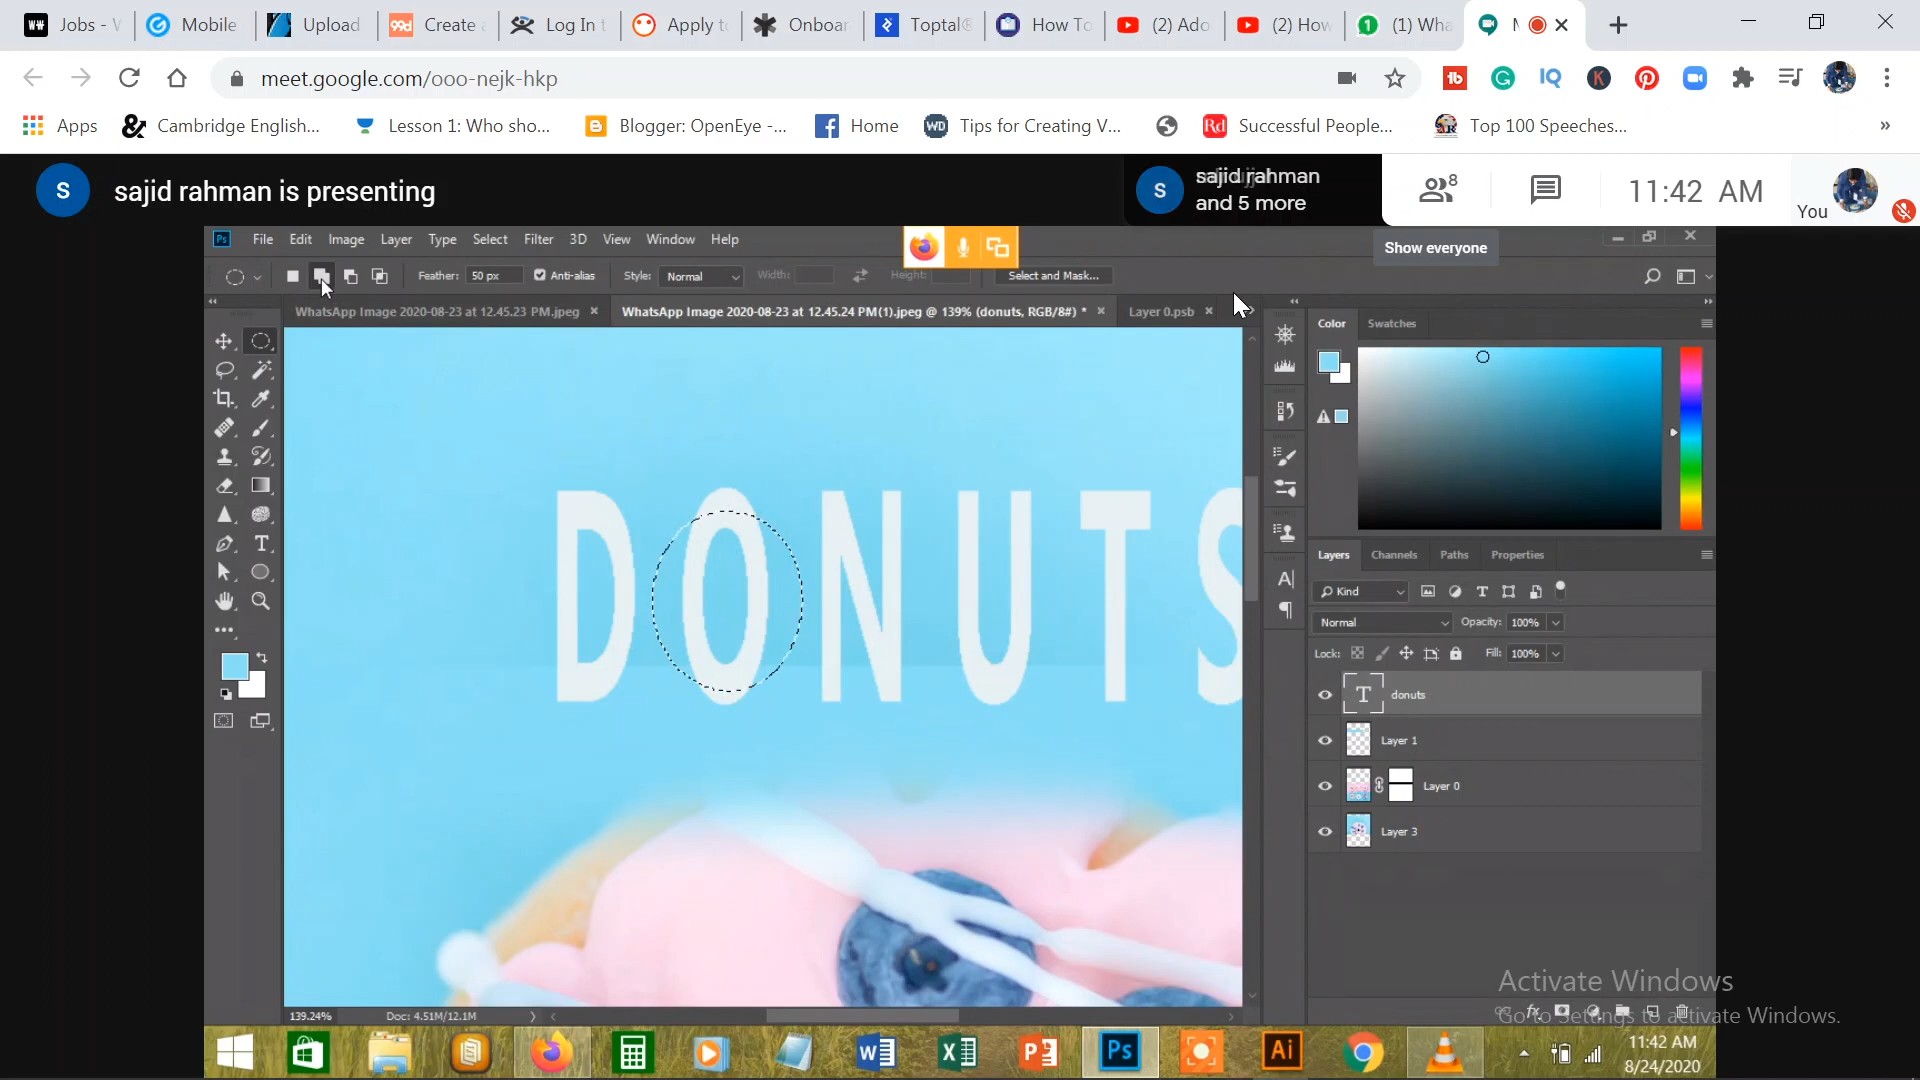 Jobs - W
Mobile
Upload
99d Create a
Log In t
Apply to
Onboar
Toptal®
How To
(2) Ado
(2) How
(1) Wha
M
meet.google.com/ooo-nejk-hkp
Apps
Cambridge English...
Lesson 1: Who sho...
Blogger: OpenEye -...
Home
WD Tips for Creating V...
Rd Successful People...
Top 100 Speeches...
»
S sajid rahman is presenting
S sajid rahman
and 5 more
8
11:42 AM
You
Show everyone
Ps File Edit Image Layer Type Select Filter 3D View Window Help
Feather: 50 px Anti-alias Style: Normal Width: Height: Select and Mask...
WhatsApp Image 2020-08-23 at 12.45.23 PM.jpeg
WhatsApp Image 2020-08-23 at 12.45.24 PM(1).jpeg @ 139% (donuts, RGB/8#) *
Layer 0.psb
Color Swatches
DONUTS
Layers Channels Paths Properties
Kind
Normal Opacity: 100%
Lock: Fill: 100%
T donuts
Layer 1
Layer 0
Layer 3
139.24% Doc: 4.51M/12.1M
Activate Windows
Go to Settings to activate Windows.
Ps
Ai
11:42 AM
8/24/2020